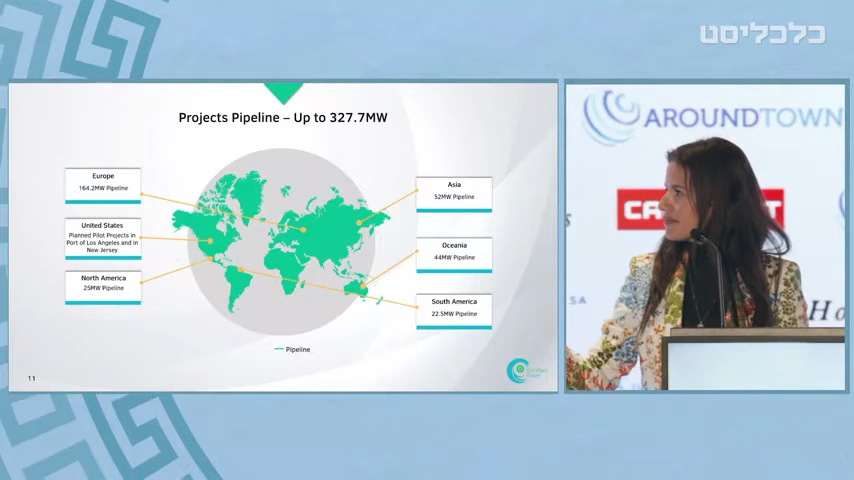 כלכליסט
Projects Pipeline – Up to 327.7MW
Europe
164.2MW Pipeline
United States
Planned Pilot Projects in
Port of Los Angeles and in
New Jersey
North America
25MW Pipeline
Asia
52MW Pipeline
Oceania
44MW Pipeline
South America
22.5MW Pipeline
Pipeline
11
AROUNDTOWN